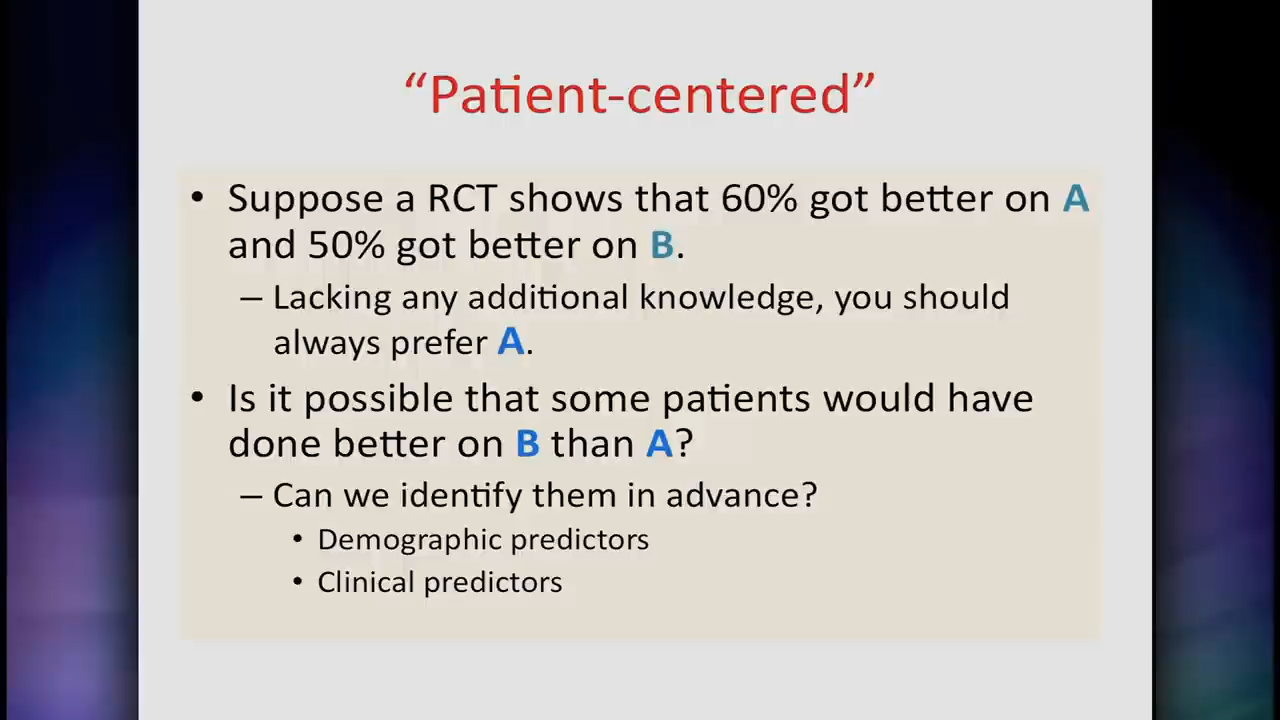 “Patient-centered”
• Suppose a RCT shows that 60% got better on A
and 50% got better on B.
– Lacking any additional knowledge, you should
always prefer A.
• Is it possible that some patients would have
done better on B than A?
– Can we identify them in advance?
• Demographic predictors
• Clinical predictors